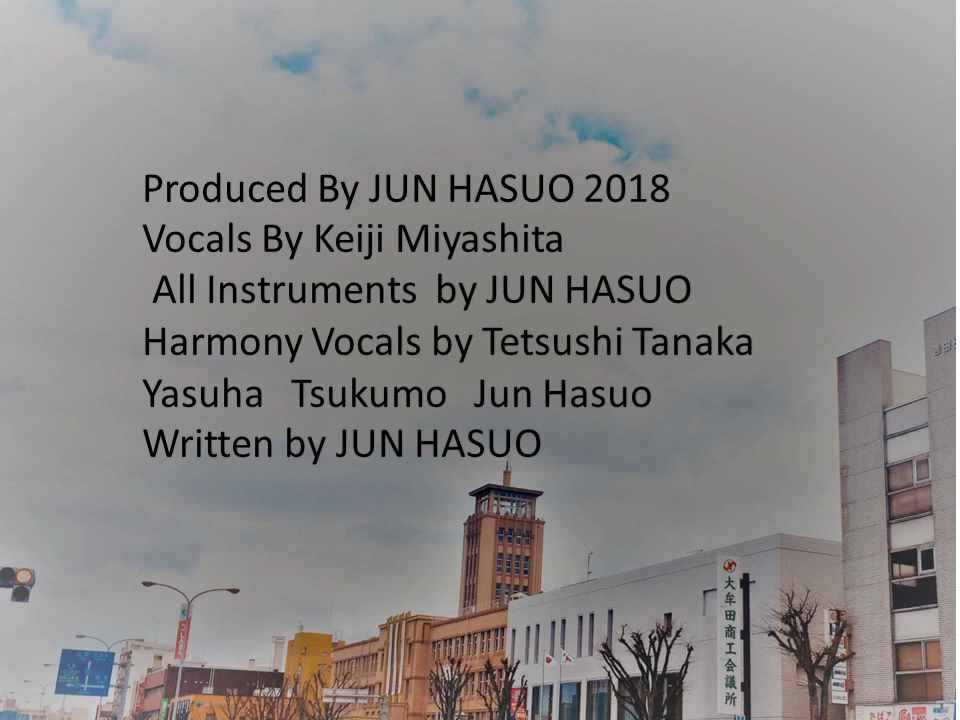 Produced By JUN HASUO 2018
Vocals By Keiji Miyashita
All Instruments by JUN HASUO
Harmony Vocals by Tetsushi Tanaka
Yasuha Tsukumo Jun Hasuo
Written by JUN HASUO
大牟田商工会議所